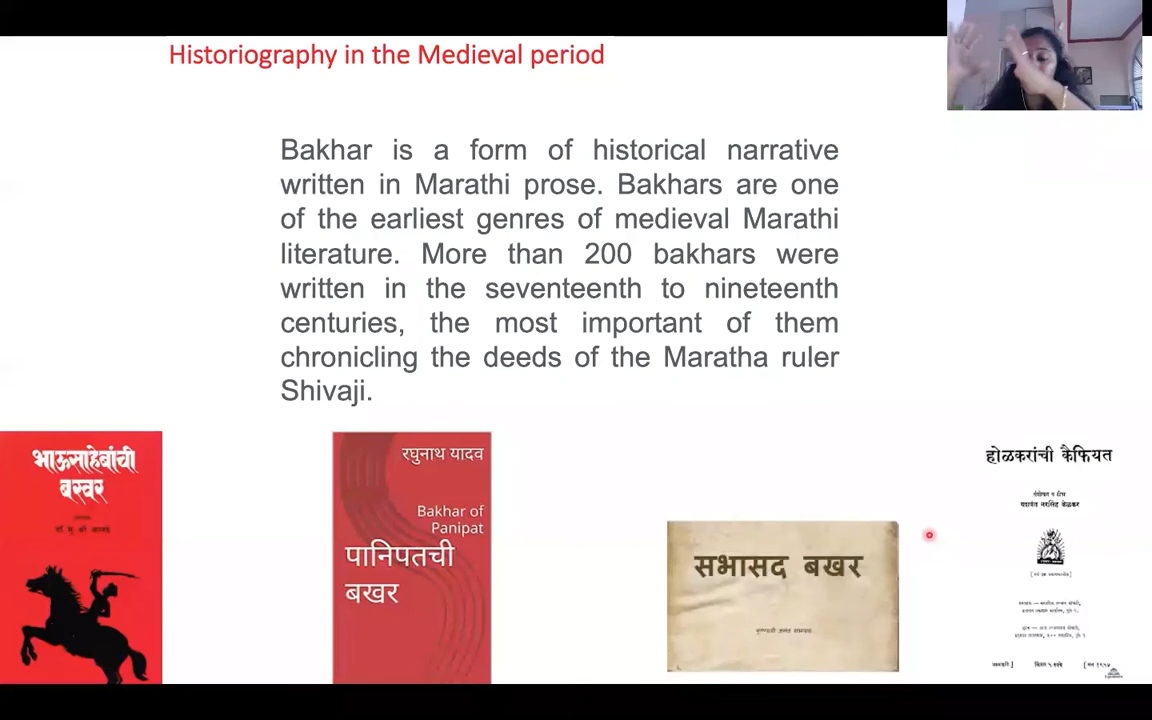 Historiography in the Medieval period
Bakhar is a form of historical narrative
written in Marathi prose. Bakhars are one
of the earliest genres of medieval Marathi
literature. More than 200 bakhars were
written in the seventeenth to nineteenth
centuries, the most important of them
chronicling the deeds of the Maratha ruler
Shivaji.
भाऊसाहेबांची
बखर
रघुनाथ यादव
Bakhar of
Panipat
पानिपतची
बखर
सभासद बखर
होळकरांची कैफियत
यशवंत नरसिंह केळकर